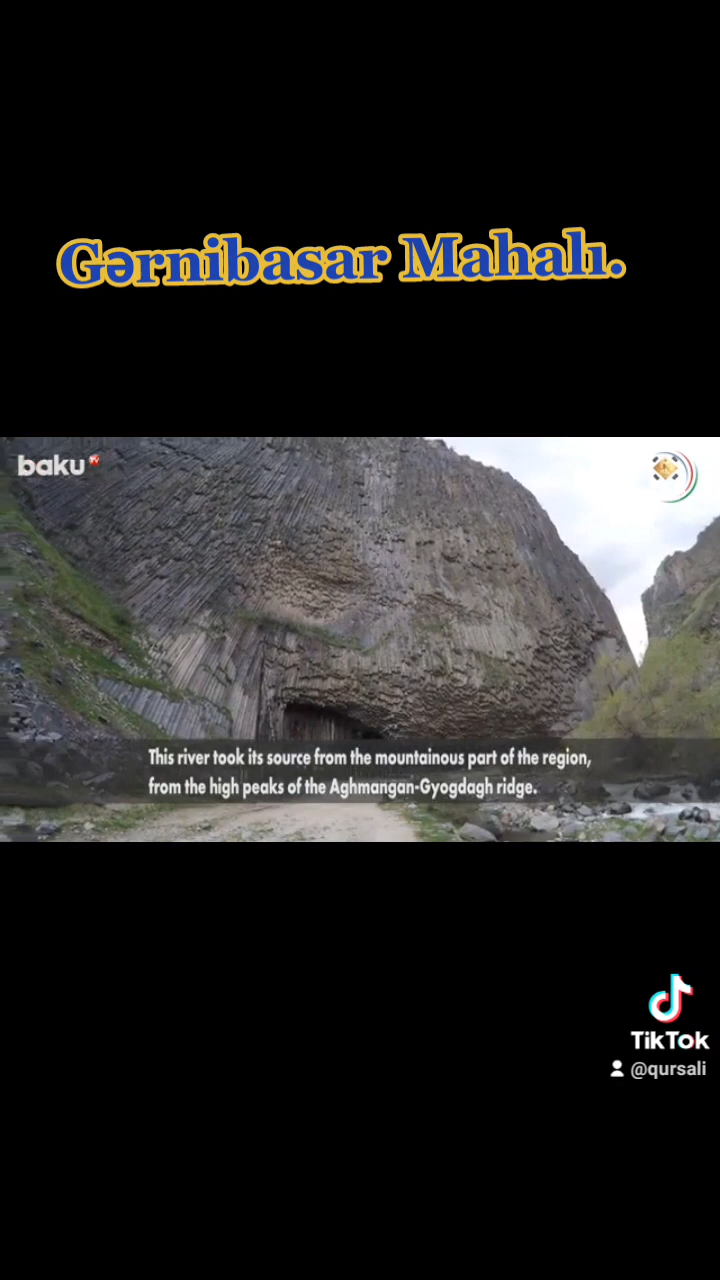 Gərnibasar Mahalı.
baku TV
This river took its source from the mountainous part of the region,
from the high peaks of the Aghmangan-Gyogdagh ridge.
TikTok
@qursali